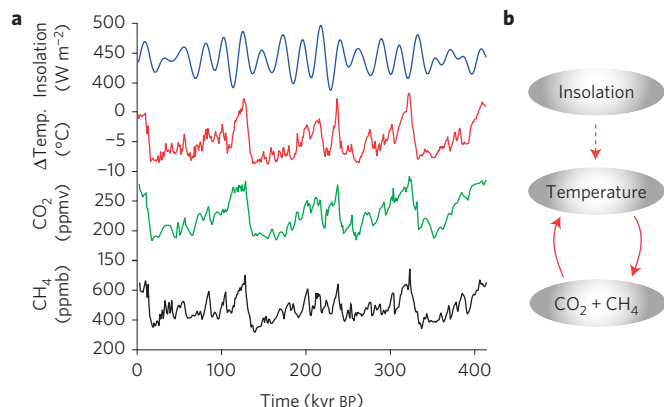 a
b
Insolation
(W m−2)
500
450
400
ΔTemp.
(°C)
0
−5
−10
CO2
(ppmv)
250
200
150
CH4
(ppmb)
600
400
200
0
100
200
300
400
Time (kyr BP)
Insolation
Temperature
CO2 + CH4